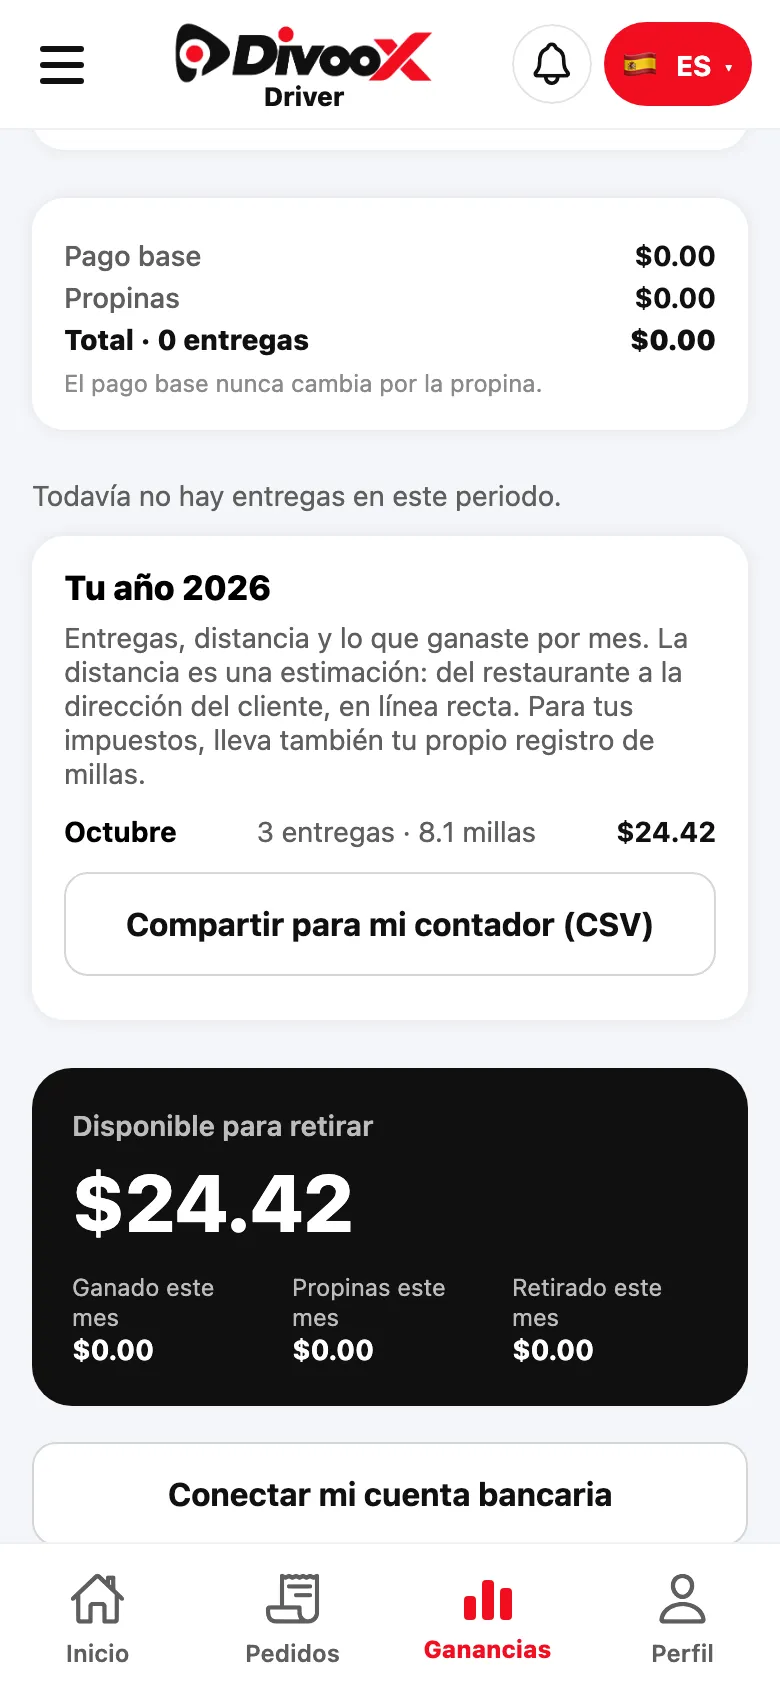 DivooX
Driver
ES
Pago base $0.00
Propinas $0.00
Total · 0 entregas $0.00
El pago base nunca cambia por la propina.
Todavía no hay entregas en este periodo.
Tu año 2026
Entregas, distancia y lo que ganaste por mes. La
distancia es una estimación: del restaurante a la
dirección del cliente, en línea recta. Para tus
impuestos, lleva también tu propio registro de
millas.
Octubre 3 entregas · 8.1 millas $24.42
Compartir para mi contador (CSV)
Disponible para retirar
$24.42
Ganado este mes
$0.00
Propinas este mes
$0.00
Retirado este mes
$0.00
Conectar mi cuenta bancaria
Inicio Pedidos Ganancias Perfil